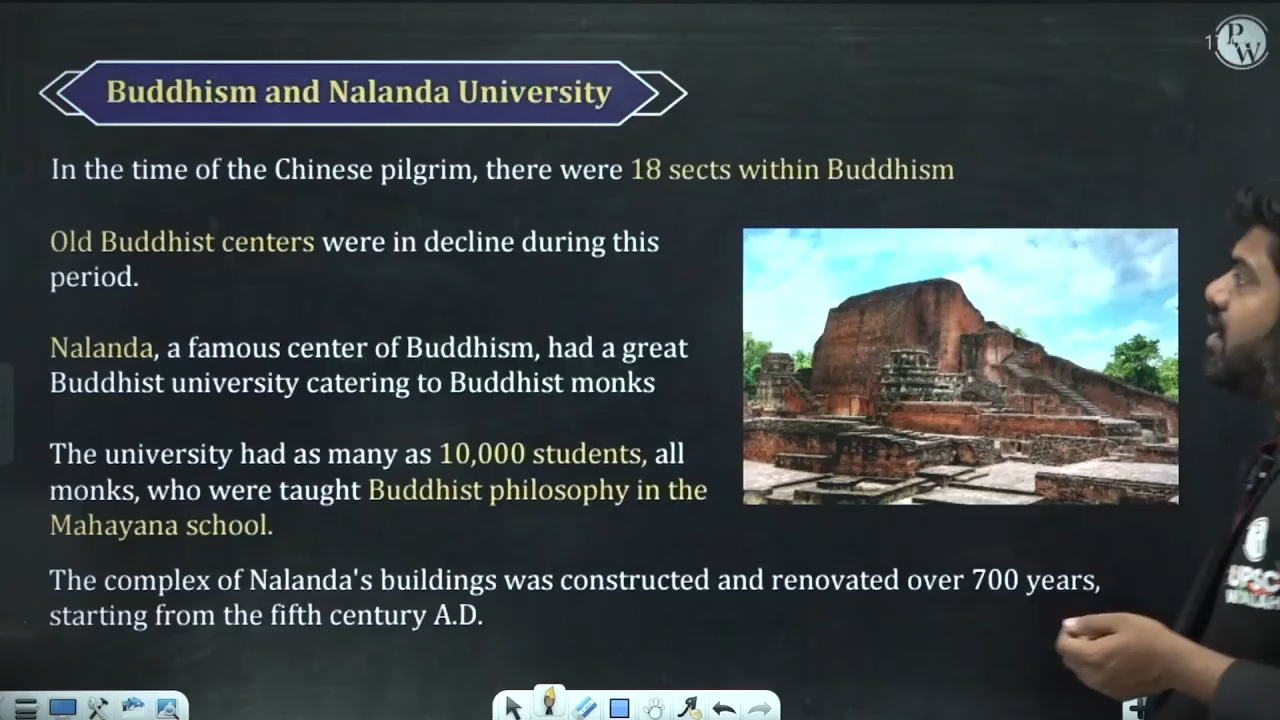 Buddhism and Nalanda University
In the time of the Chinese pilgrim, there were 18 sects within Buddhism
Old Buddhist centers were in decline during this
period.
Nalanda, a famous center of Buddhism, had a great
Buddhist university catering to Buddhist monks
The university had as many as 10,000 students, all
monks, who were taught Buddhist philosophy in the
Mahayana school.
The complex of Nalanda's buildings was constructed and renovated over 700 years,
starting from the fifth century A.D.
PW
UPSC